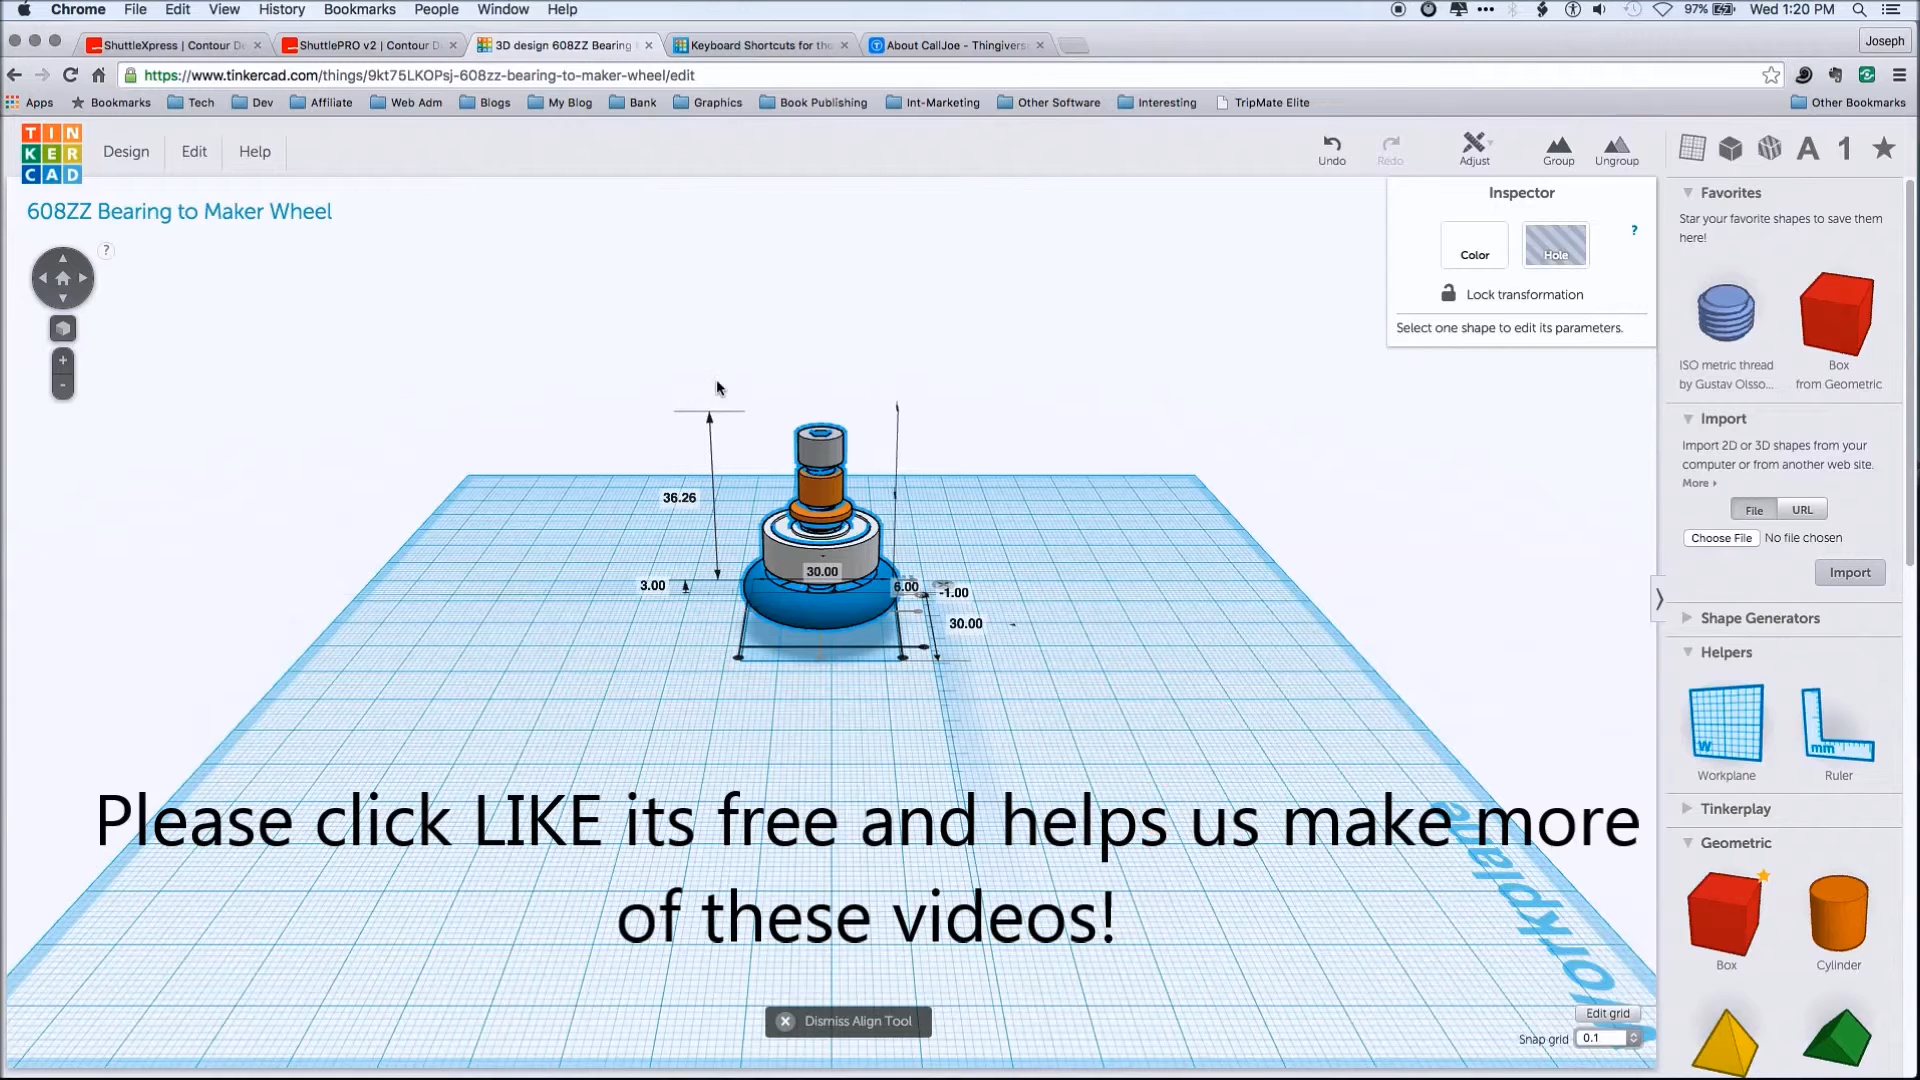 Chrome File Edit View History Bookmarks People Window Help 97% Wed 1:20 PM
ShuttleXpress | Contour De ShuttlePRO v2 | Contour D 3D design 608ZZ Bearing Keyboard Shortcuts for tho About CallJoe - Thingivers Joseph
https://www.tinkercad.com/things/9kt75LKOPsj-608zz-bearing-to-maker-wheel/edit
Apps Bookmarks Tech Dev Affiliate Web Adm Blogs My Blog Bank Graphics Book Publishing Int-Marketing Other Software Interesting TripMate Elite Other Bookmarks
TIN
KER
CAD
Design Edit Help
Undo Redo Adjust Group Ungroup
A 1
608ZZ Bearing to Maker Wheel
?
Inspector
Color Hole ?
Lock transformation
Select one shape to edit its parameters.
Favorites
Star your favorite shapes to save them
here!
ISO metric thread
by Gustav Olsso...
Box
from Geometric
Import
Import 2D or 3D shapes from your
computer or from another web site.
More
File URL
Choose File No file chosen
Import
Shape Generators
Helpers
W
mm
Workplane Ruler
Tinkerplay
Geometric
Box Cylinder
36.26
3.00
30.00
6.00
-1.00
30.00
Please click LIKE its free and helps us make more
of these videos!
Workplane
Dismiss Align Tool
Edit grid
Snap grid 0.1